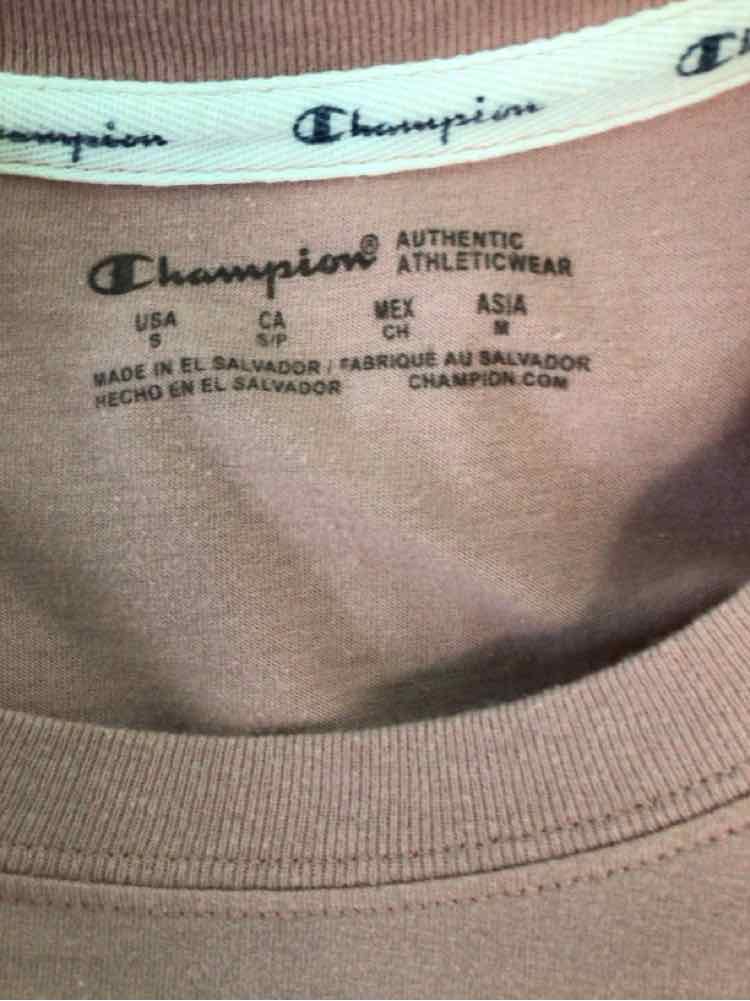 Champion Champion
Champion® AUTHENTIC
ATHLETICWEAR
USA CA MEX ASIA
S S/P CH M
MADE IN EL SALVADOR / FABRIQUÉ AU SALVADOR
HECHO EN EL SALVADOR CHAMPION.COM